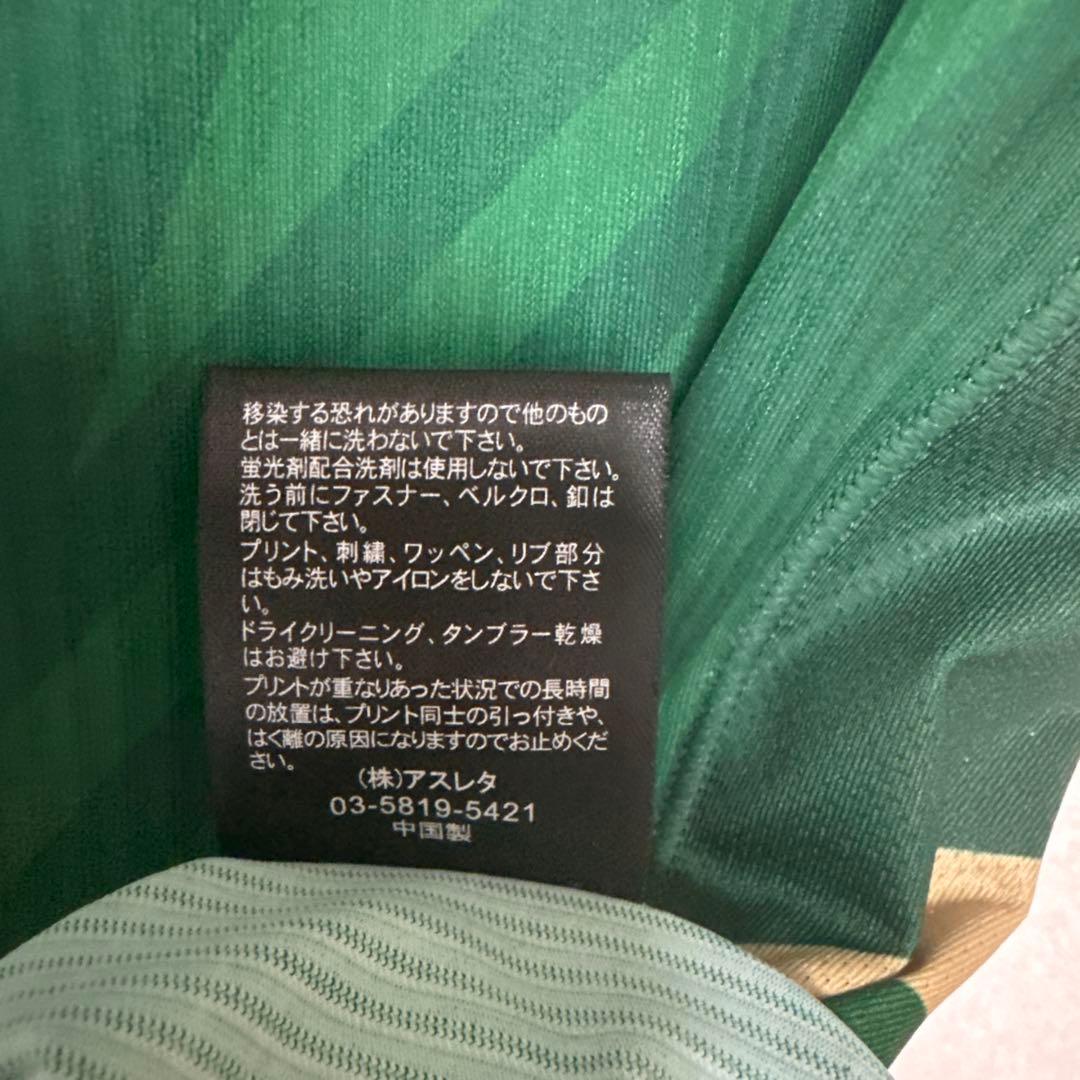 移染する恐れがありますので他のもの
とは一緒に洗わないで下さい。
蛍光剤配合洗剤は使用しないで下さい。
洗う前にファスナー、ベルクロ、釦は
閉じて下さい。
プリント、刺繍、ワッペン、リブ部分
はもみ洗いやアイロンをしないで下さ
い。
ドライクリーニング、タンブラー乾燥
はお避け下さい。
プリントが重なりあった状況での長時間
の放置は、プリント同士の引っ付きや、
はく離の原因になりますのでお止めくだ
さい。
(株)アスレタ
03-5819-5421
中国製